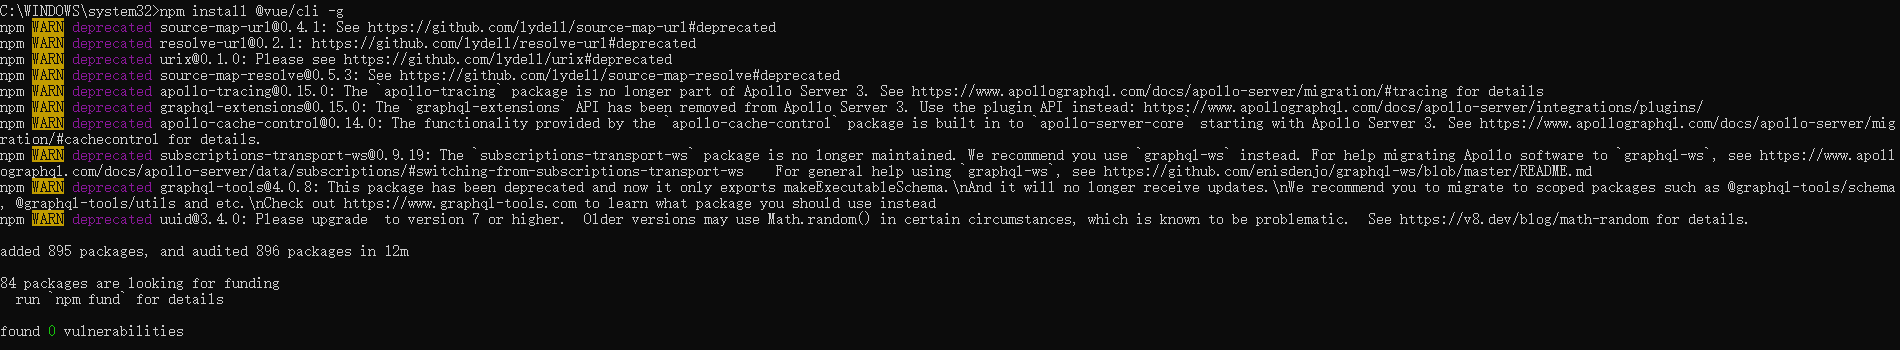 C:\WINDOWS\system32>npm install @vue/cli -g
npm WARN deprecated source-map-url@0.4.1: See https://github.com/lydell/source-map-url#deprecated
npm WARN deprecated resolve-url@0.2.1: https://github.com/lydell/resolve-url#deprecated
npm WARN deprecated urix@0.1.0: Please see https://github.com/lydell/urix#deprecated
npm WARN deprecated source-map-resolve@0.5.3: See https://github.com/lydell/source-map-resolve#deprecated
npm WARN deprecated apollo-tracing@0.15.0: The `apollo-tracing` package is no longer part of Apollo Server 3. See https://www.apollographql.com/docs/apollo-server/migration/#tracing for details
npm WARN deprecated graphql-extensions@0.15.0: The `graphql-extensions` API has been removed from Apollo Server 3. Use the plugin API instead: https://www.apollographql.com/docs/apollo-server/integrations/plugins/
npm WARN deprecated apollo-cache-control@0.14.0: The functionality provided by the `apollo-cache-control` package is built in to `apollo-server-core` starting with Apollo Server 3. See https://www.apollographql.com/docs/apollo-server/mig
ration/#cachecontrol for details.
npm WARN deprecated subscriptions-transport-ws@0.9.19: The `subscriptions-transport-ws` package is no longer maintained. We recommend you use `graphql-ws` instead. For help migrating Apollo software to `graphql-ws`, see https://www.apoll
ographql.com/docs/apollo-server/data/subscriptions/#switching-from-subscriptions-transport-ws    For general help using `graphql-ws`, see https://github.com/enisdenjo/graphql-ws/blob/master/README.md
npm WARN deprecated graphql-tools@4.0.8: This package has been deprecated and now it only exports makeExecutableSchema.\nAnd it will no longer receive updates.\nWe recommend you to migrate to scoped packages such as @graphql-tools/schema
, @graphql-tools/utils and etc.\nCheck out https://www.graphql-tools.com to learn what package you should use instead
npm WARN deprecated uuid@3.4.0: Please upgrade  to version 7 or higher.  Older versions may use Math.random() in certain circumstances, which is known to be problematic.  See https://v8.dev/blog/math-random for details.
added 895 packages, and audited 896 packages in 12m
84 packages are looking for funding
  run `npm fund` for details
found 0 vulnerabilities